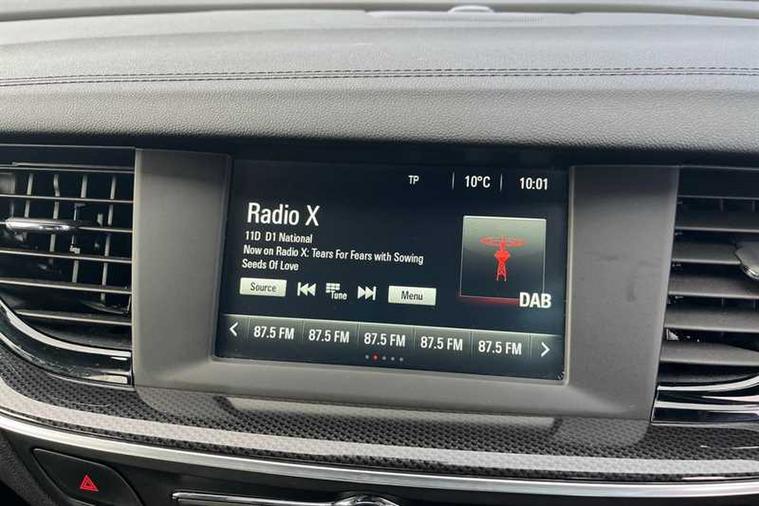 TP 10°C 10:01
Radio X
11D D1 National
Now on Radio X: Tears For Fears with Sowing
Seeds Of Love
Source Tune Menu
DAB
87.5 FM 87.5 FM 87.5 FM 87.5 FM 87.5 FM